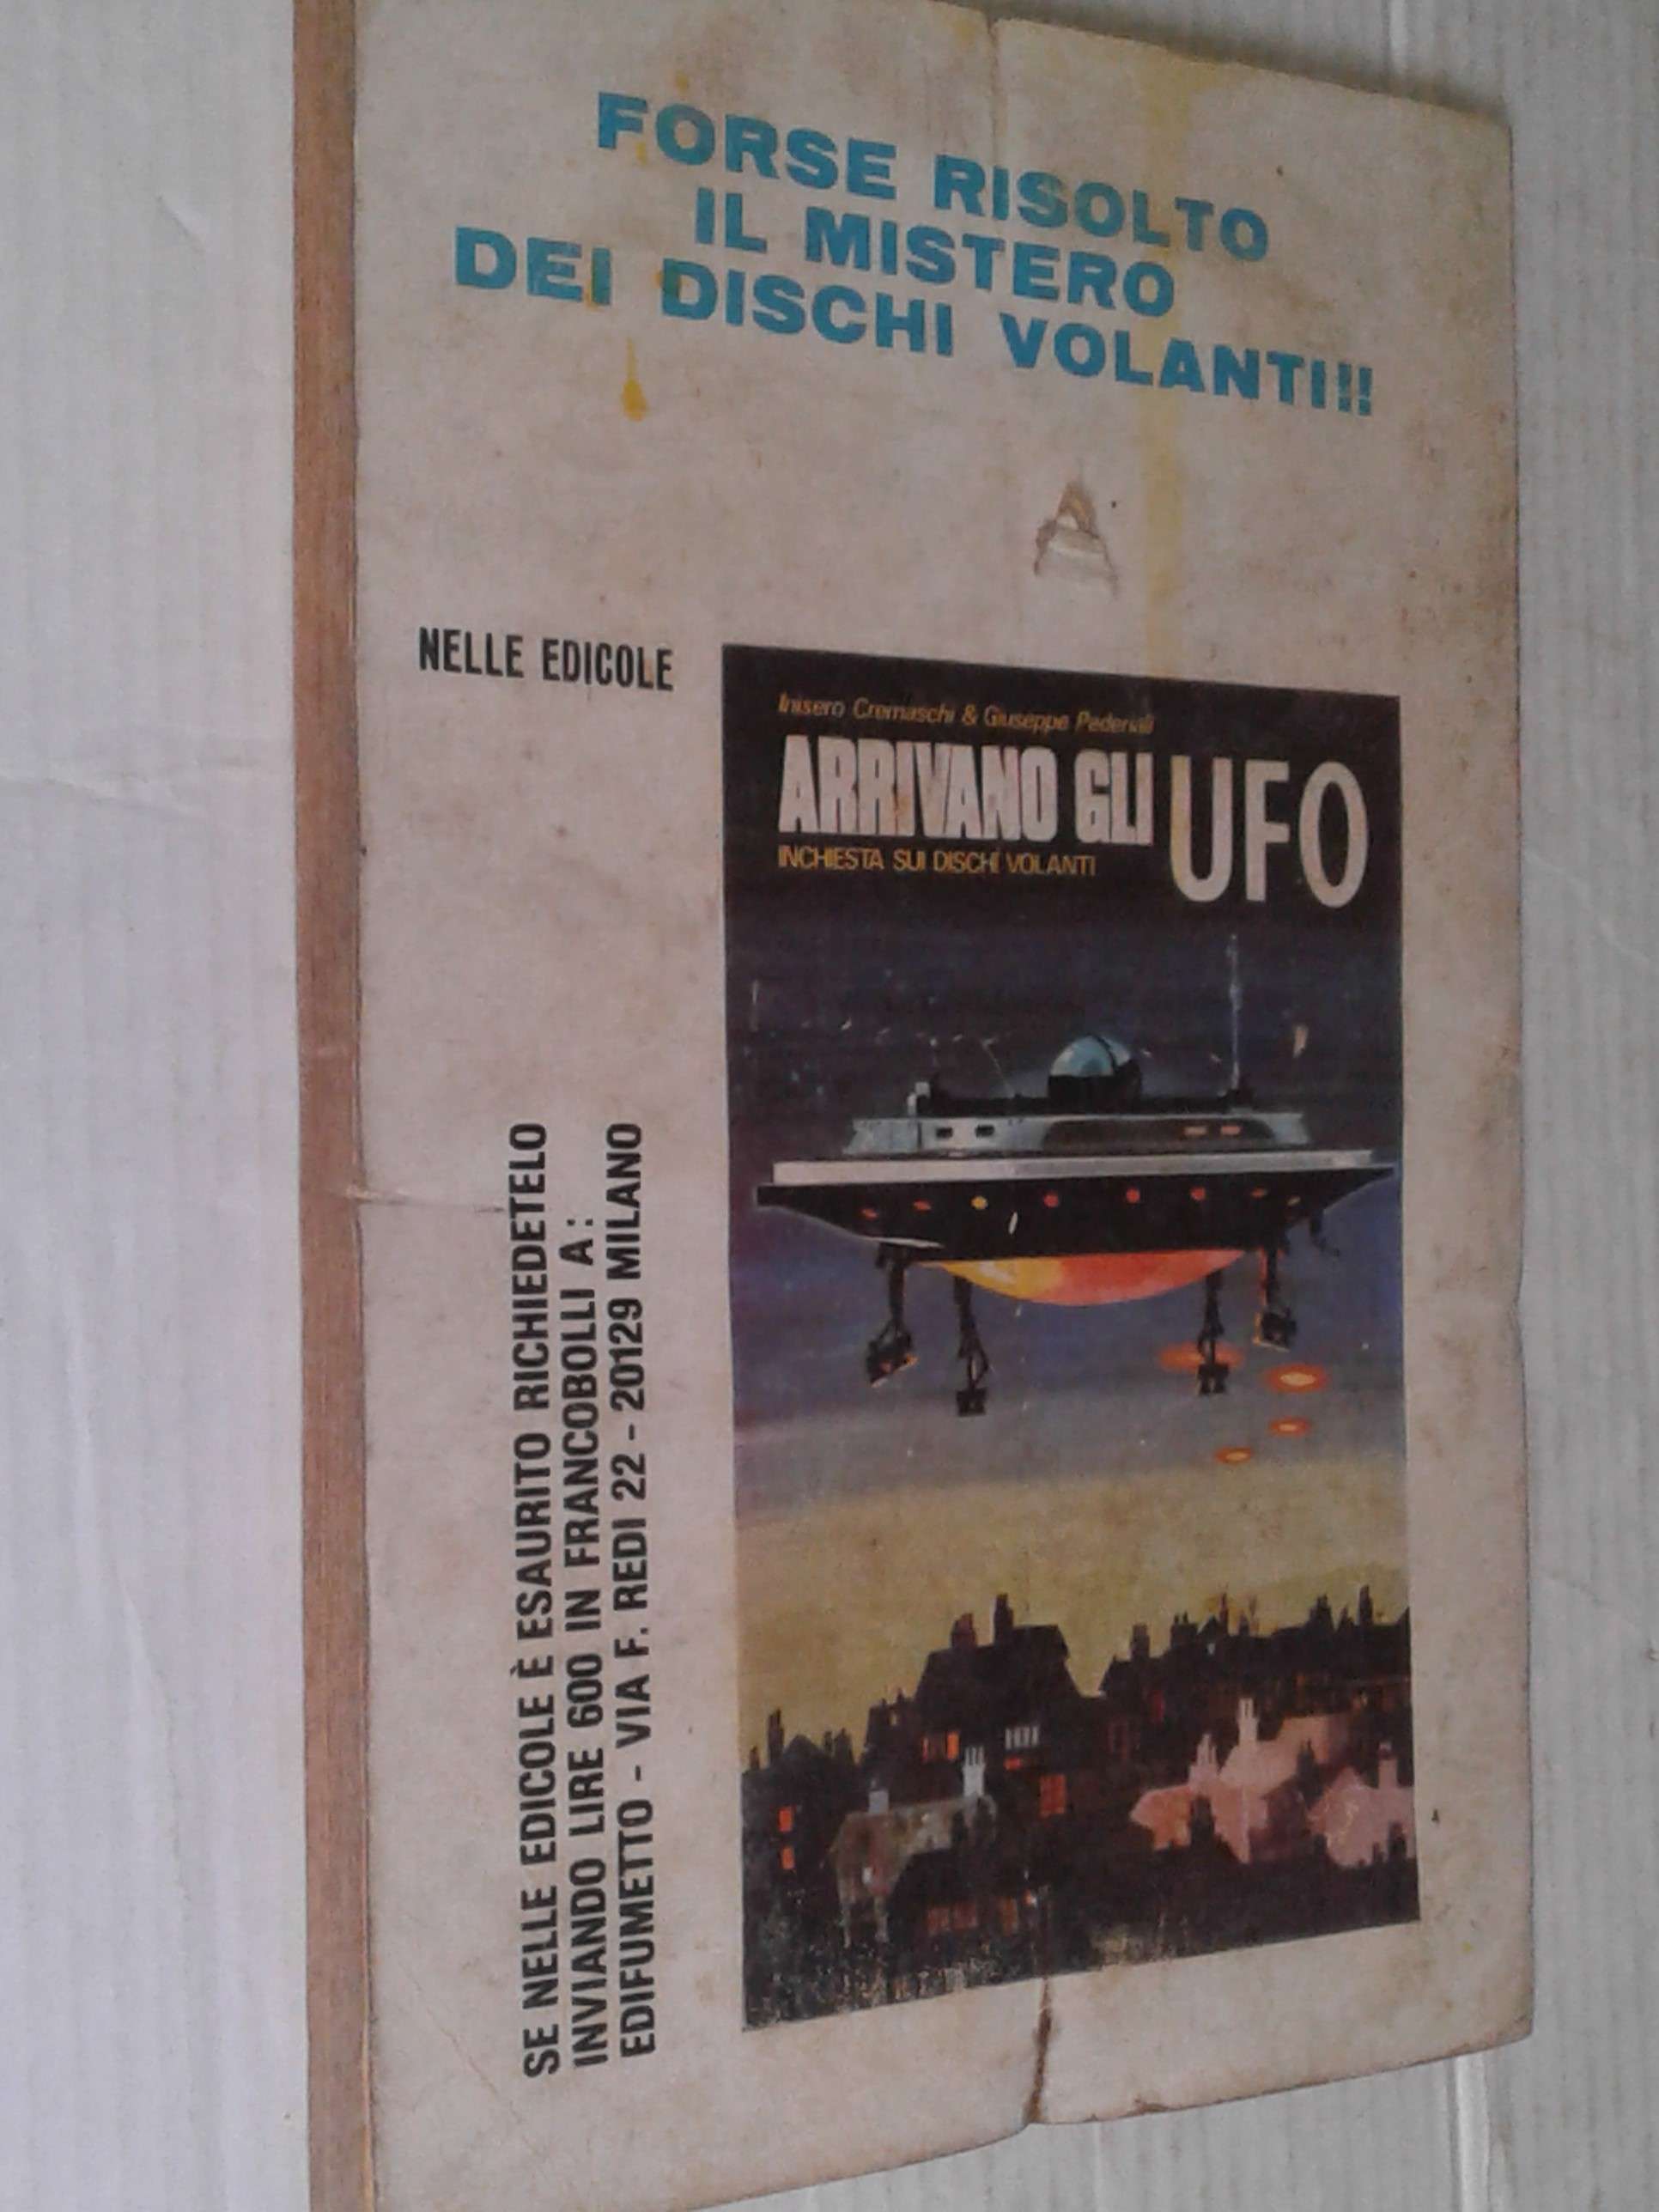 FORSE RISOLTO
IL MISTERO
DEI DISCHI VOLANTI!!
NELLE EDICOLE
Inisero Cremaschi & Giuseppe Pederiali
ARRIVANO GLI UFO
INCHIESTA SUI DISCHI VOLANTI
SE NELLE EDICOLE È ESAURITO RICHIEDETELO
INVIANDO LIRE 600 IN FRANCOBOLLI A:
EDIFUMETTO - VIA F. REDI 22 - 20129 MILANO